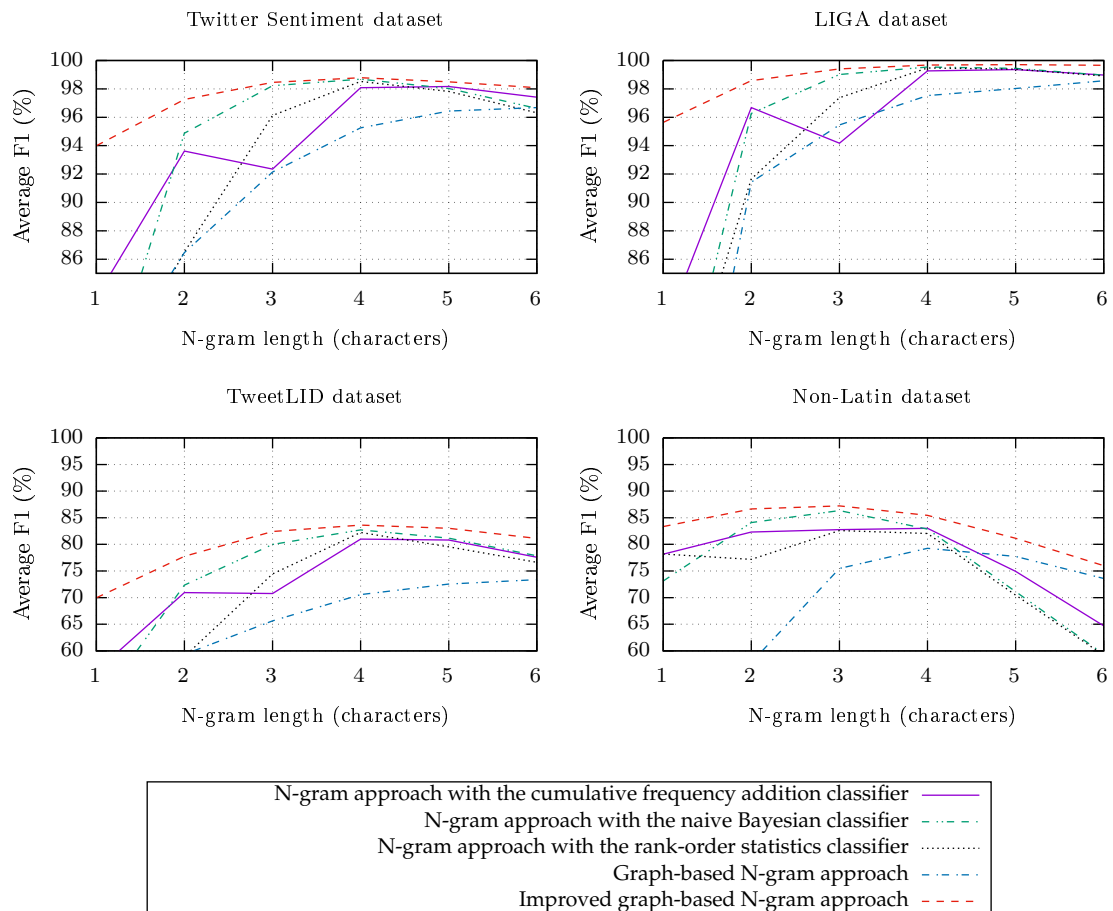 Twitter Sentiment dataset
100
98
96
94
92
90
88
86
Average F1 (%)
1 2 3 4 5 6
N-gram length (characters)
LIGA dataset
100
98
96
94
92
90
88
86
Average F1 (%)
1 2 3 4 5 6
N-gram length (characters)
TweetLID dataset
100
95
90
85
80
75
70
65
60
Average F1 (%)
1 2 3 4 5 6
N-gram length (characters)
Non-Latin dataset
100
95
90
85
80
75
70
65
60
Average F1 (%)
1 2 3 4 5 6
N-gram length (characters)
N-gram approach with the cumulative frequency addition classifier
N-gram approach with the naive Bayesian classifier
N-gram approach with the rank-order statistics classifier
Graph-based N-gram approach
Improved graph-based N-gram approach